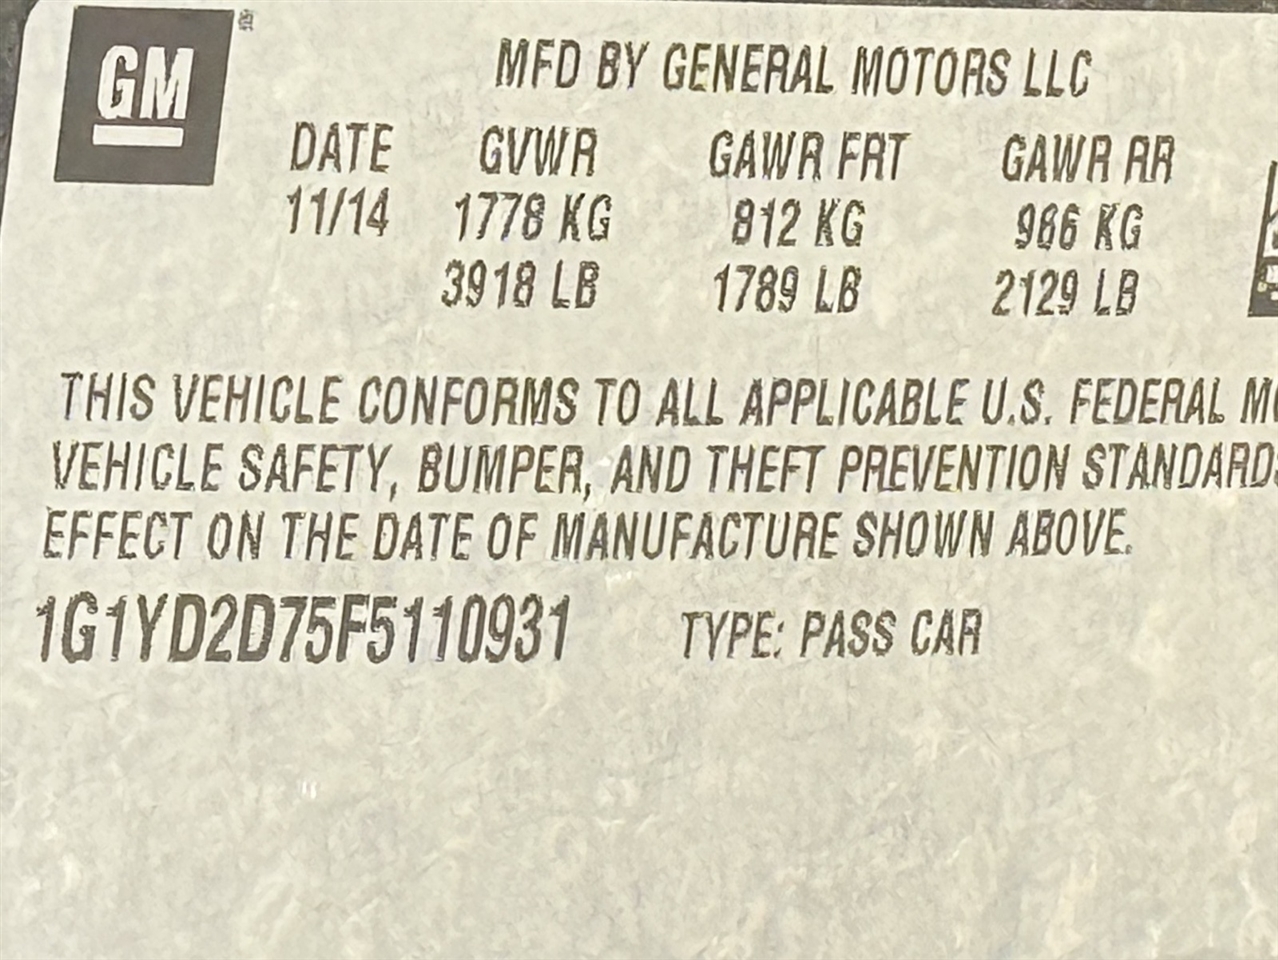 GM
MFD BY GENERAL MOTORS LLC
DATE GVWR GAWR FRT GAWR RR
11/14 1778 KG 812 KG 966 KG
3918 LB 1789 LB 2129 LB
THIS VEHICLE CONFORMS TO ALL APPLICABLE U.S. FEDERAL
VEHICLE SAFETY, BUMPER, AND THEFT PREVENTION STANDARDS
EFFECT ON THE DATE OF MANUFACTURE SHOWN ABOVE.
1G1YD2D75F5110931 TYPE: PASS CAR